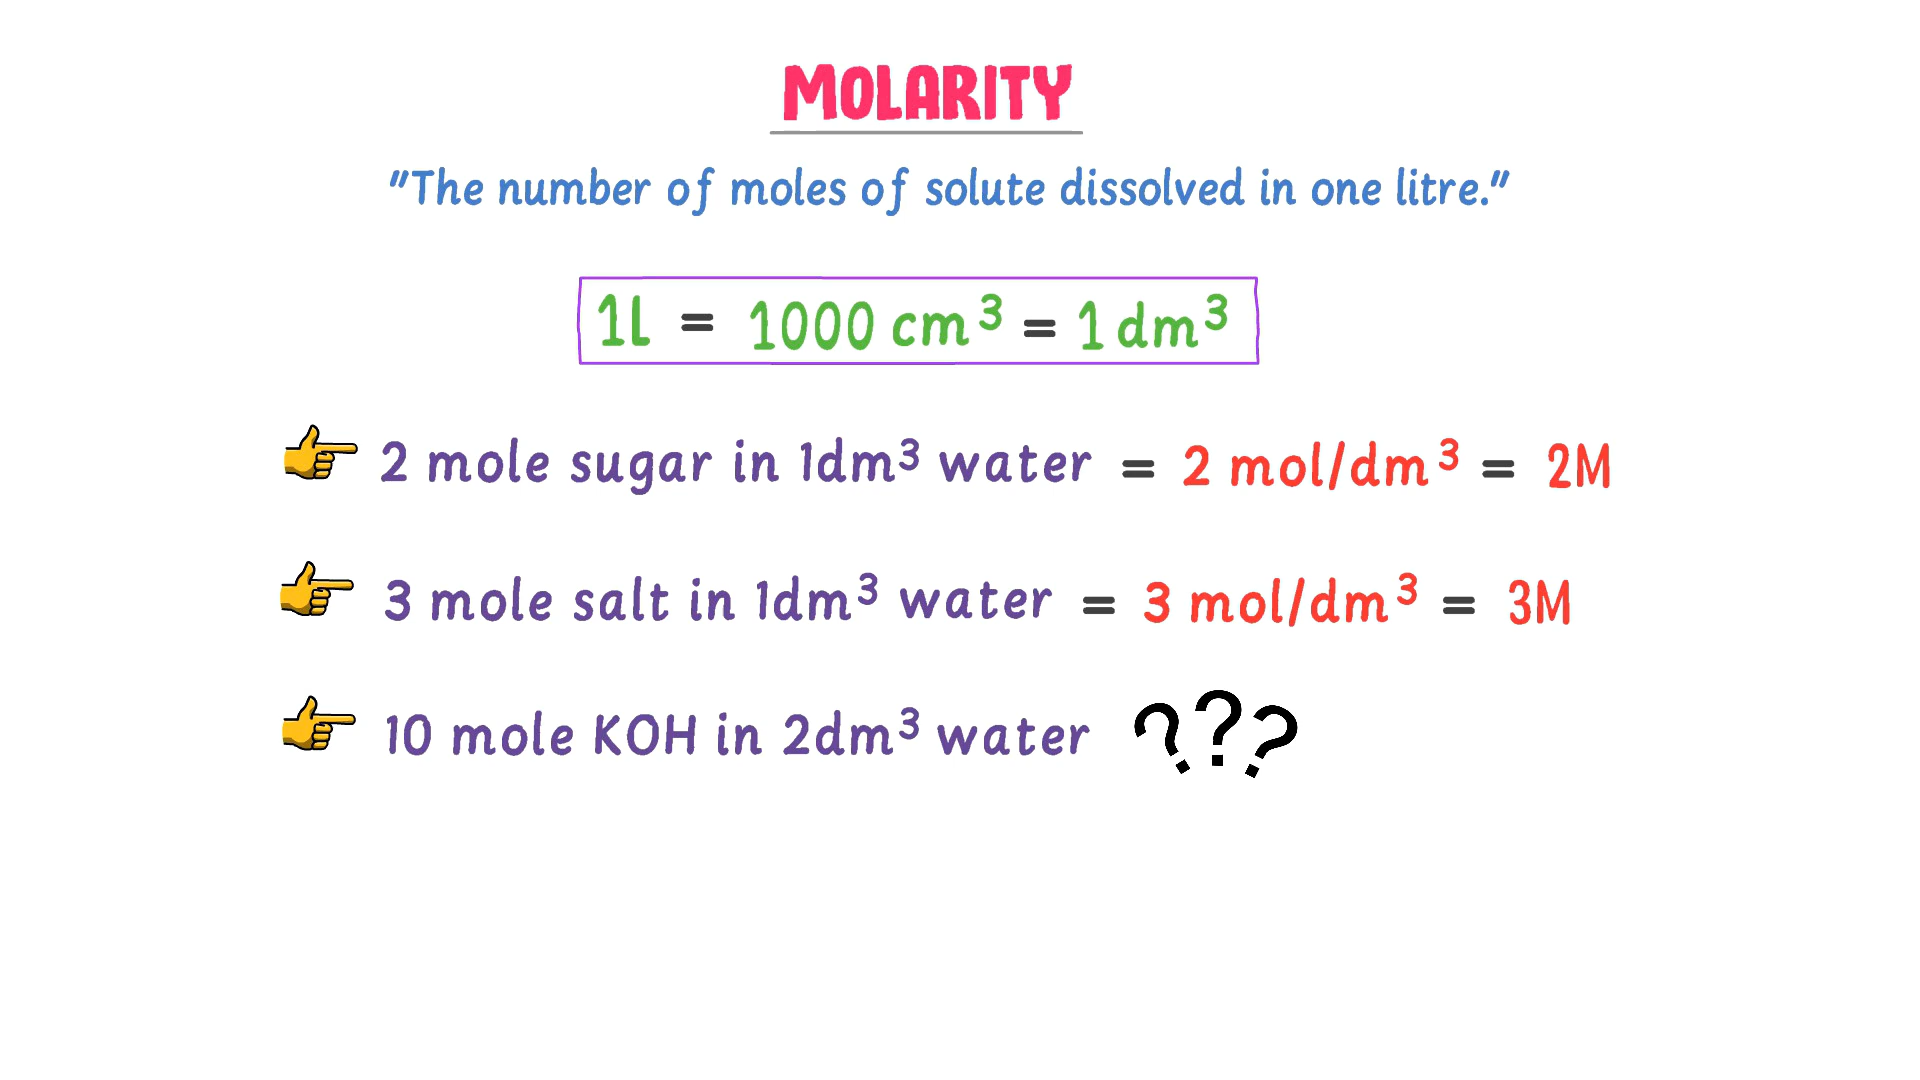 MOLARITY
"The number of moles of solute dissolved in one litre."
1L = 1000 cm³ = 1 dm³
2 mole sugar in 1dm³ water = 2 mol/dm³ = 2M
3 mole salt in 1dm³ water = 3 mol/dm³ = 3M
10 mole KOH in 2dm³ water ???